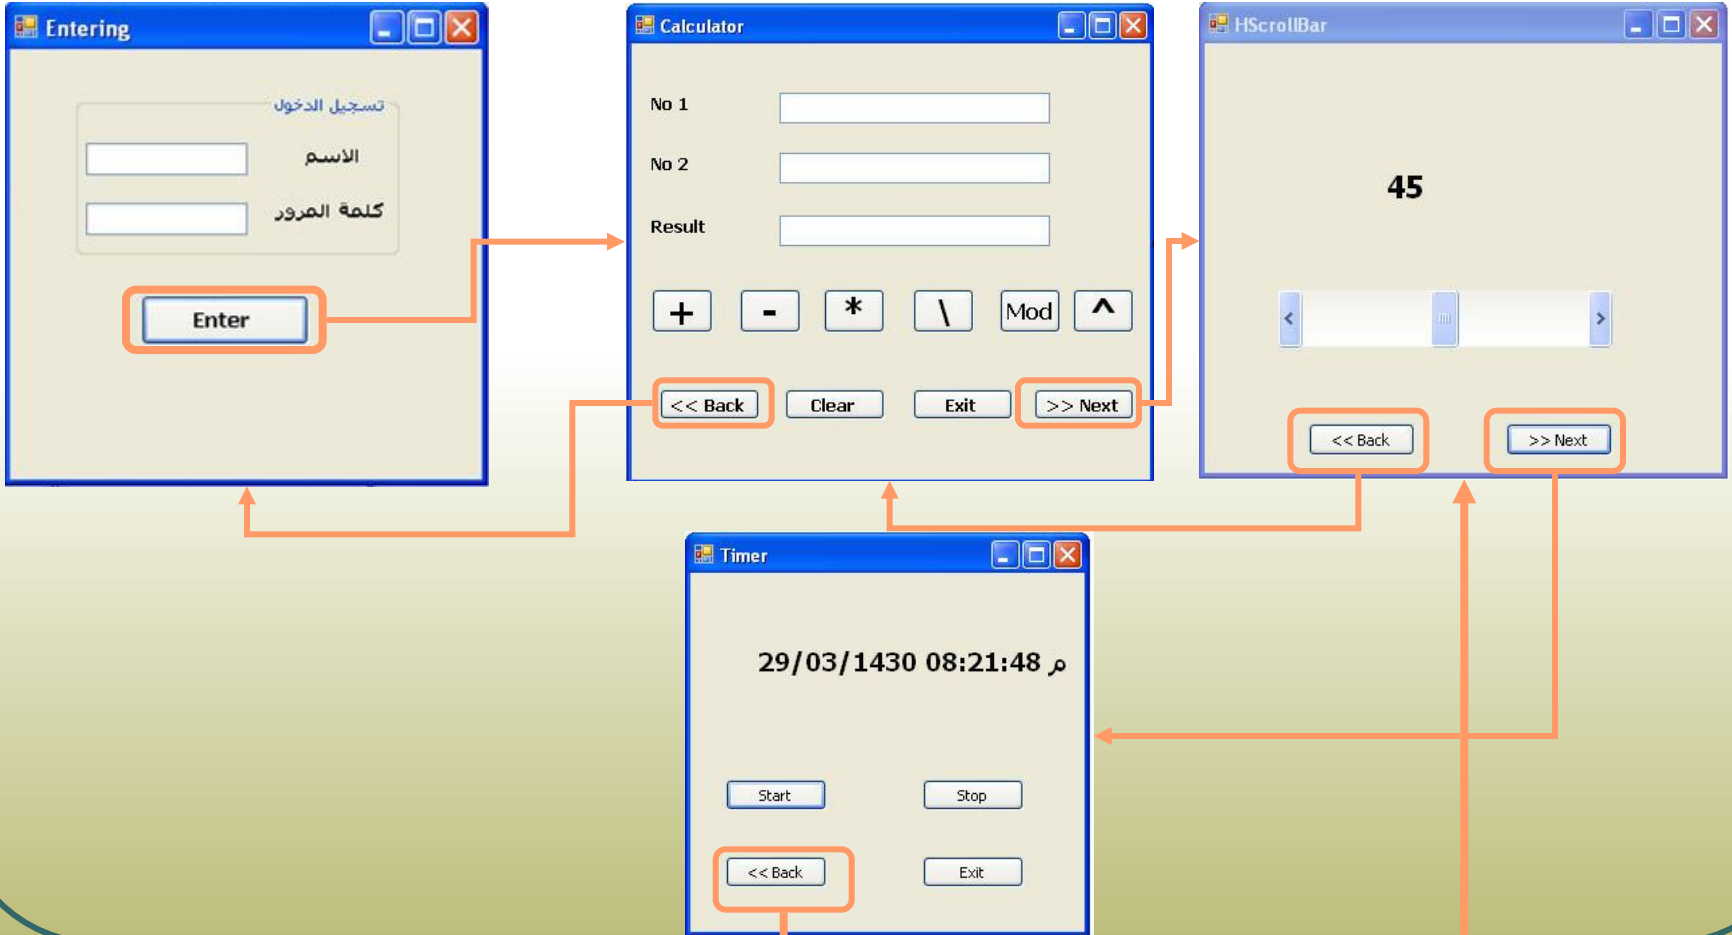 Entering
تسجيل الدخول
الاسم
كلمة المرور
Enter
Calculator
No 1
No 2
Result
+ - * \ Mod ^
<< Back Clear Exit >> Next
HScrollBar
45
<< Back >> Next
Timer
29/03/1430 08:21:48 م
Start Stop
<< Back Exit